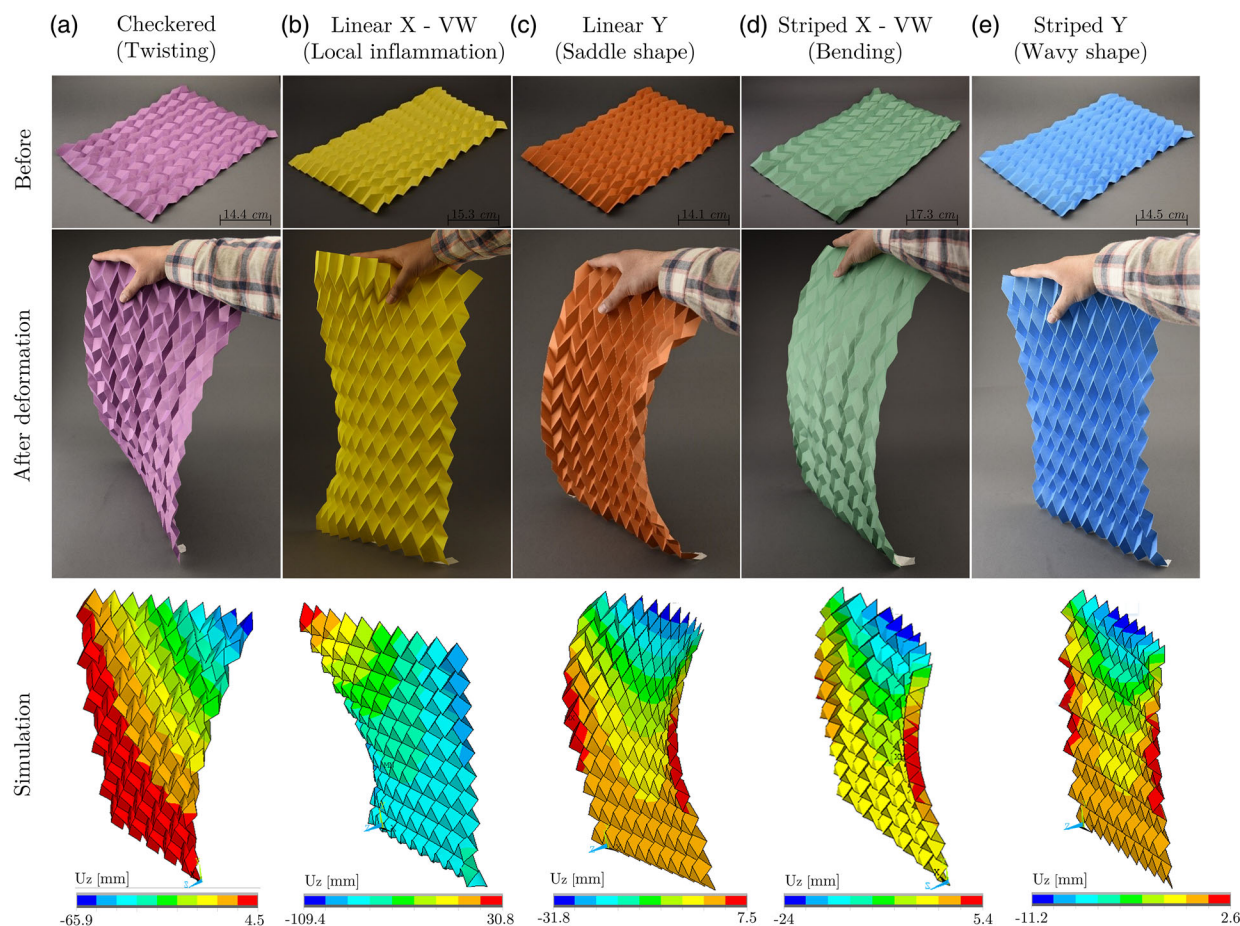 (a) Checkered
(Twisting)
(b) Linear X - VW
(Local inflammation)
(c) Linear Y
(Saddle shape)
(d) Striped X - VW
(Bending)
(e) Striped Y
(Wavy shape)
Before
14.4 cm
15.3 cm
14.1 cm
17.3 cm
14.5 cm
After deformation
Simulation
Uz [mm]
-65.9 4.5
Uz [mm]
-109.4 30.8
Uz [mm]
-31.8 7.5
Uz [mm]
-24 5.4
Uz [mm]
-11.2 2.6